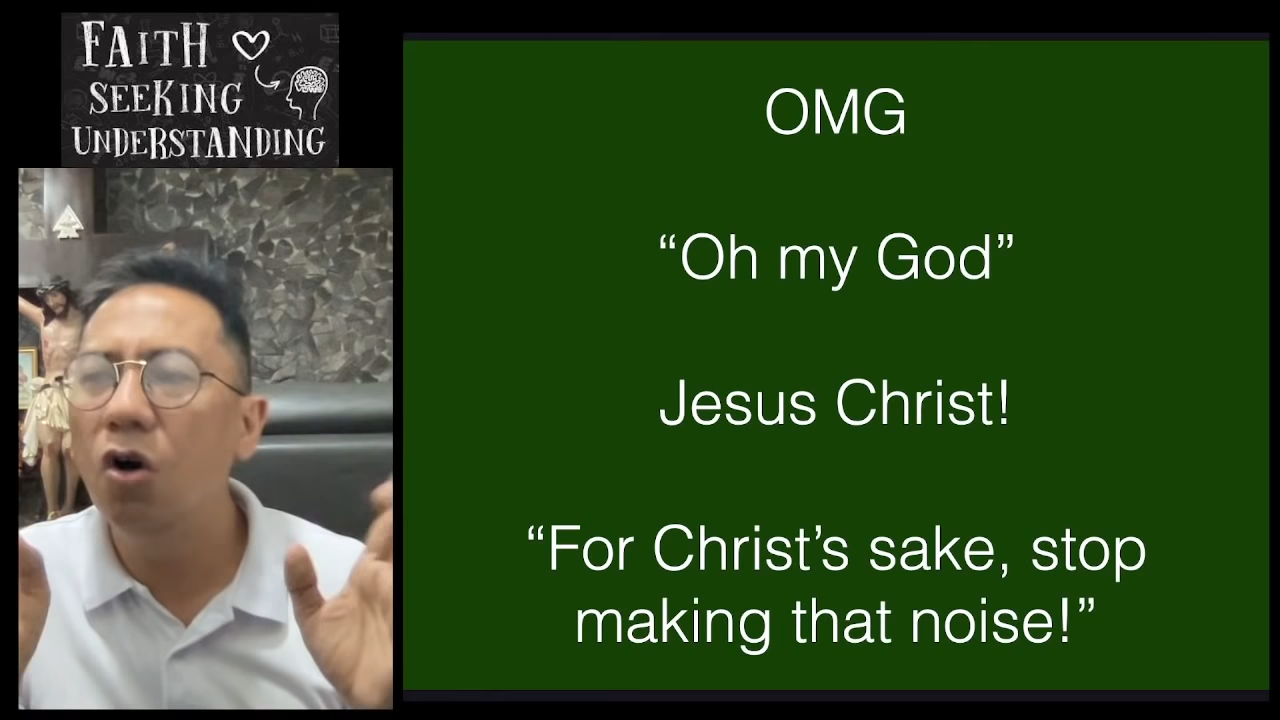 FAITH
SEEKING
UNDERSTANDING
OMG
“Oh my God”
Jesus Christ!
“For Christ’s sake, stop
making that noise!”